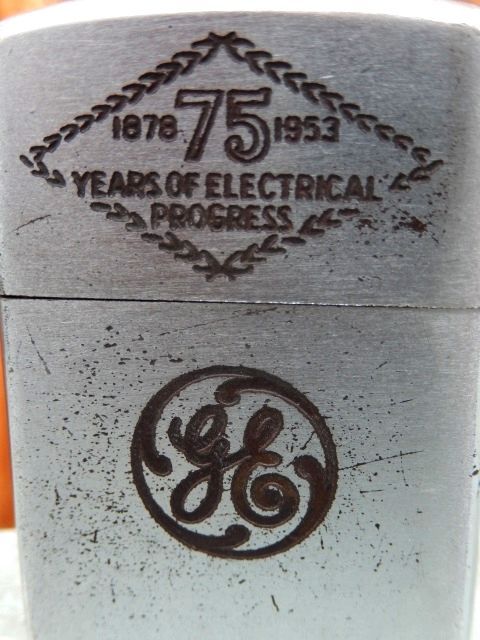 1878 75 1953
YEARS OF ELECTRICAL
PROGRESS
GE